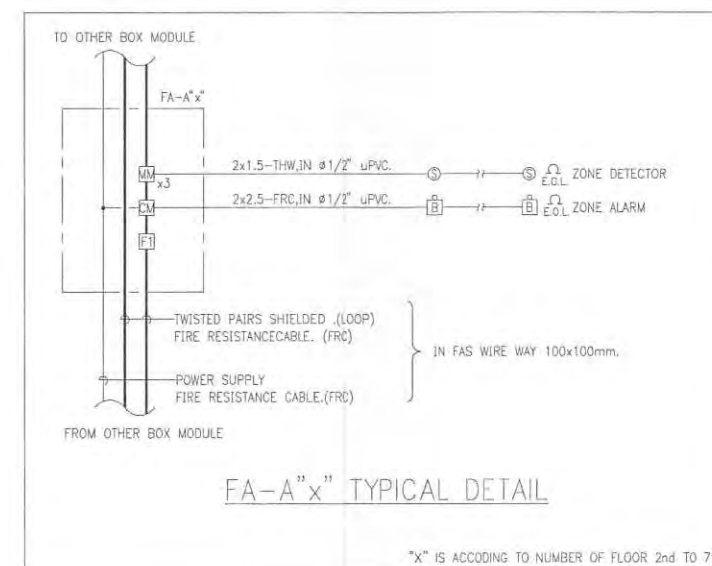 TO OTHER BOX MODULE
FA-A"x"
MM x3 2x1.5-THW,IN ø1/2" uPVC. S S E.O.L. ZONE DETECTOR
CM 2x2.5-FRC,IN ø1/2" uPVC. B B E.O.L. ZONE ALARM
F1
TWISTED PAIRS SHIELDED .(LOOP)
FIRE RESISTANCECABLE. (FRC)
IN FAS WIRE WAY 100x100mm.
POWER SUPPLY
FIRE RESISTANCE CABLE.(FRC)
FROM OTHER BOX MODULE
FA-A"x" TYPICAL DETAIL
"X" IS ACCODING TO NUMBER OF FLOOR 2nd TO